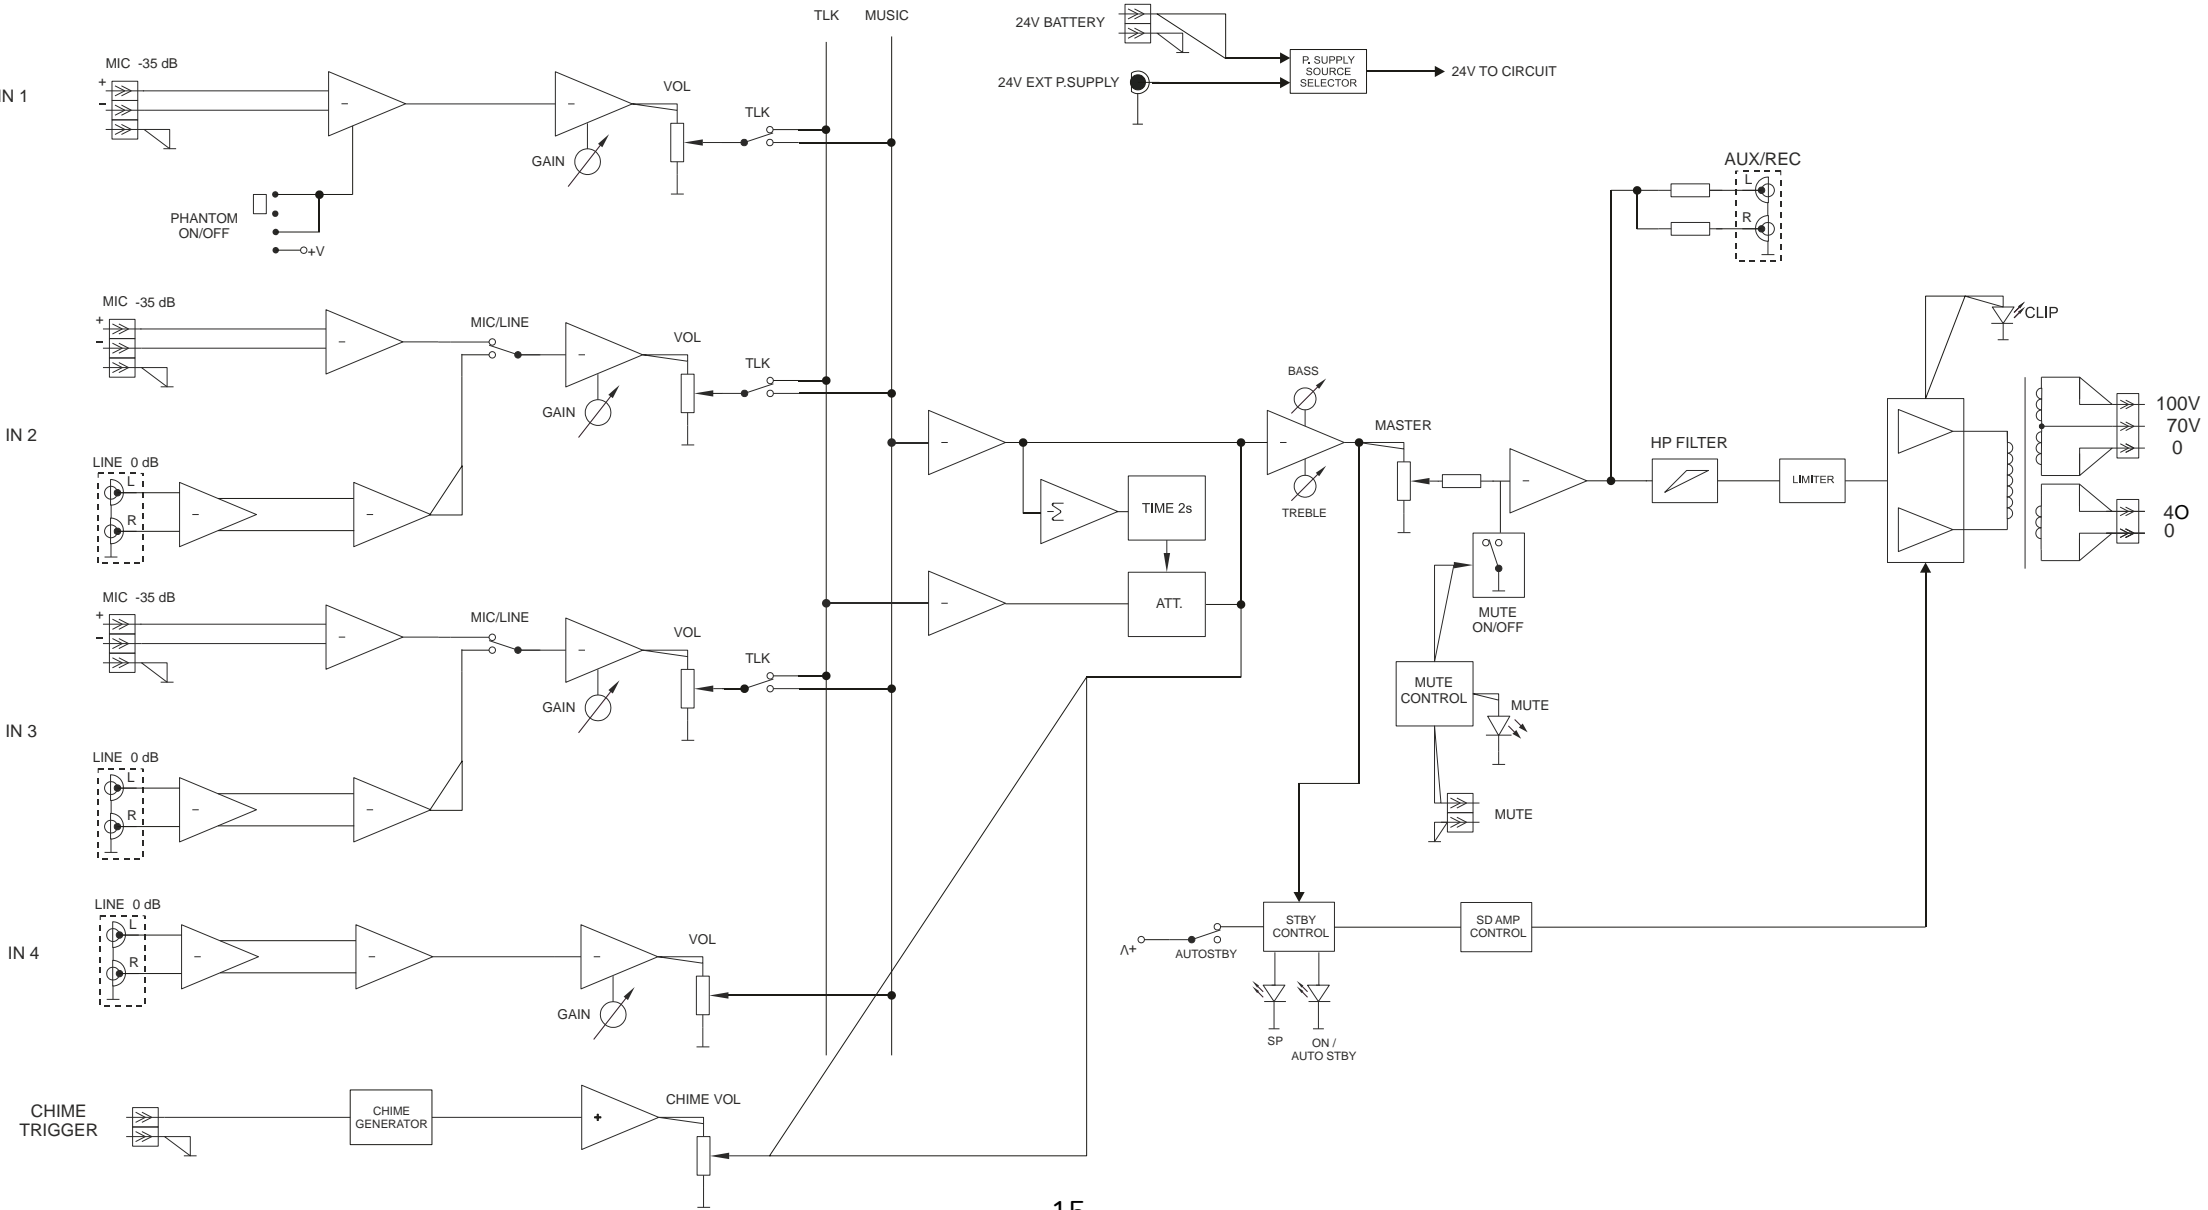 TLK MUSIC
24V BATTERY
24V EXT P.SUPPLY
P. SUPPLY
SOURCE
SELECTOR
24V TO CIRCUIT
IN 1
MIC -35 dB
+
-
-
-
GAIN
VOL
TLK
PHANTOM
ON/OFF
+V
AUX/REC
L
R
IN 2
MIC -35 dB
+
-
-
MIC/LINE
-
GAIN
VOL
TLK
LINE 0 dB
L
R
-
-
IN 3
MIC -35 dB
+
-
-
MIC/LINE
-
GAIN
VOL
TLK
LINE 0 dB
L
R
-
-
IN 4
LINE 0 dB
L
R
-
-
-
GAIN
VOL
CHIME
TRIGGER
CHIME
GENERATOR
+
CHIME VOL
-
-Σ
TIME 2s
-
ATT.
BASS
-
TREBLE
MASTER
-
MUTE
ON/OFF
MUTE
CONTROL
MUTE
MUTE
HP FILTER
LIMITER
CLIP
100V
70V
0
4O
0
V+
AUTOSTBY
STBY
CONTROL
SD AMP
CONTROL
SP
ON /
AUTO STBY
15